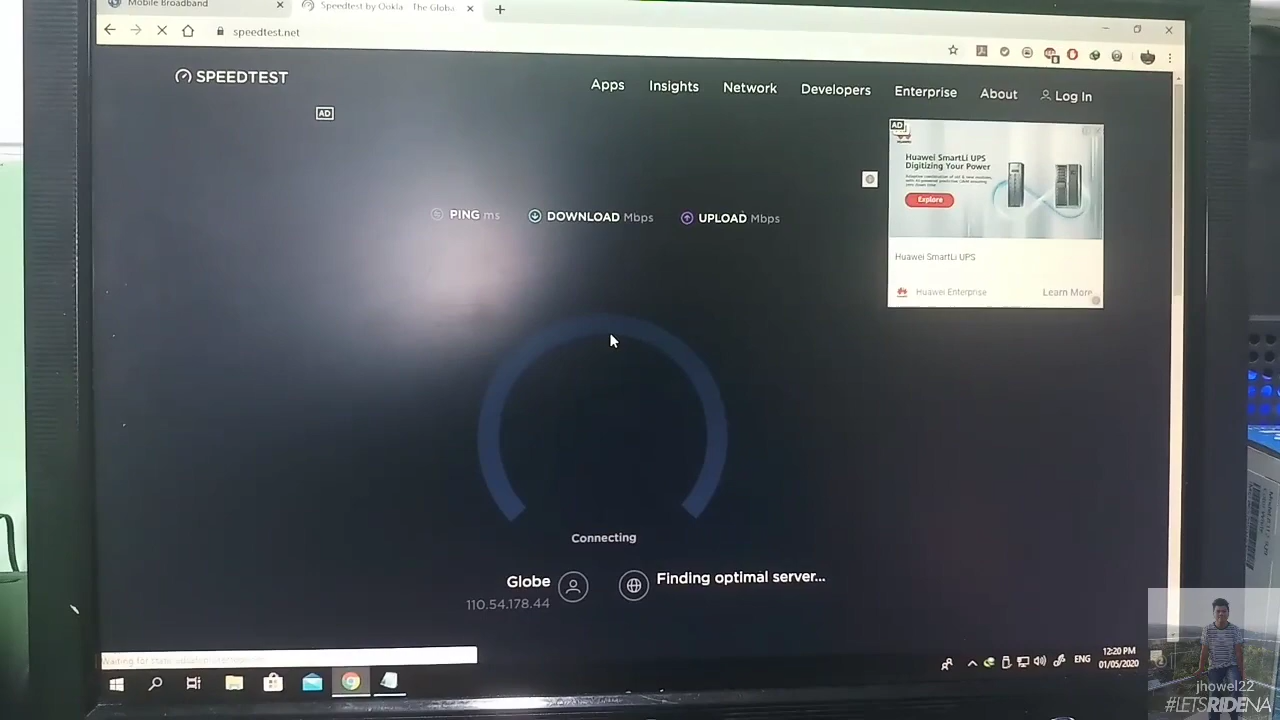 Mobile Broadband
Speedtest by Ookla - The Globa
speedtest.net
SPEEDTEST
Apps
Insights
Network
Developers
Enterprise
About
Log In
AD
AD
Huawei SmartLi UPS
Digitizing Your Power
Explore
PING ms
DOWNLOAD Mbps
UPLOAD Mbps
Huawei SmartLi UPS
Huawei Enterprise
Learn More
Connecting
Globe
110.54.178.44
Finding optimal server...
Waiting for
ENG
12:20 PM
01/05/2020
jhowel22
#LETSRIDENA